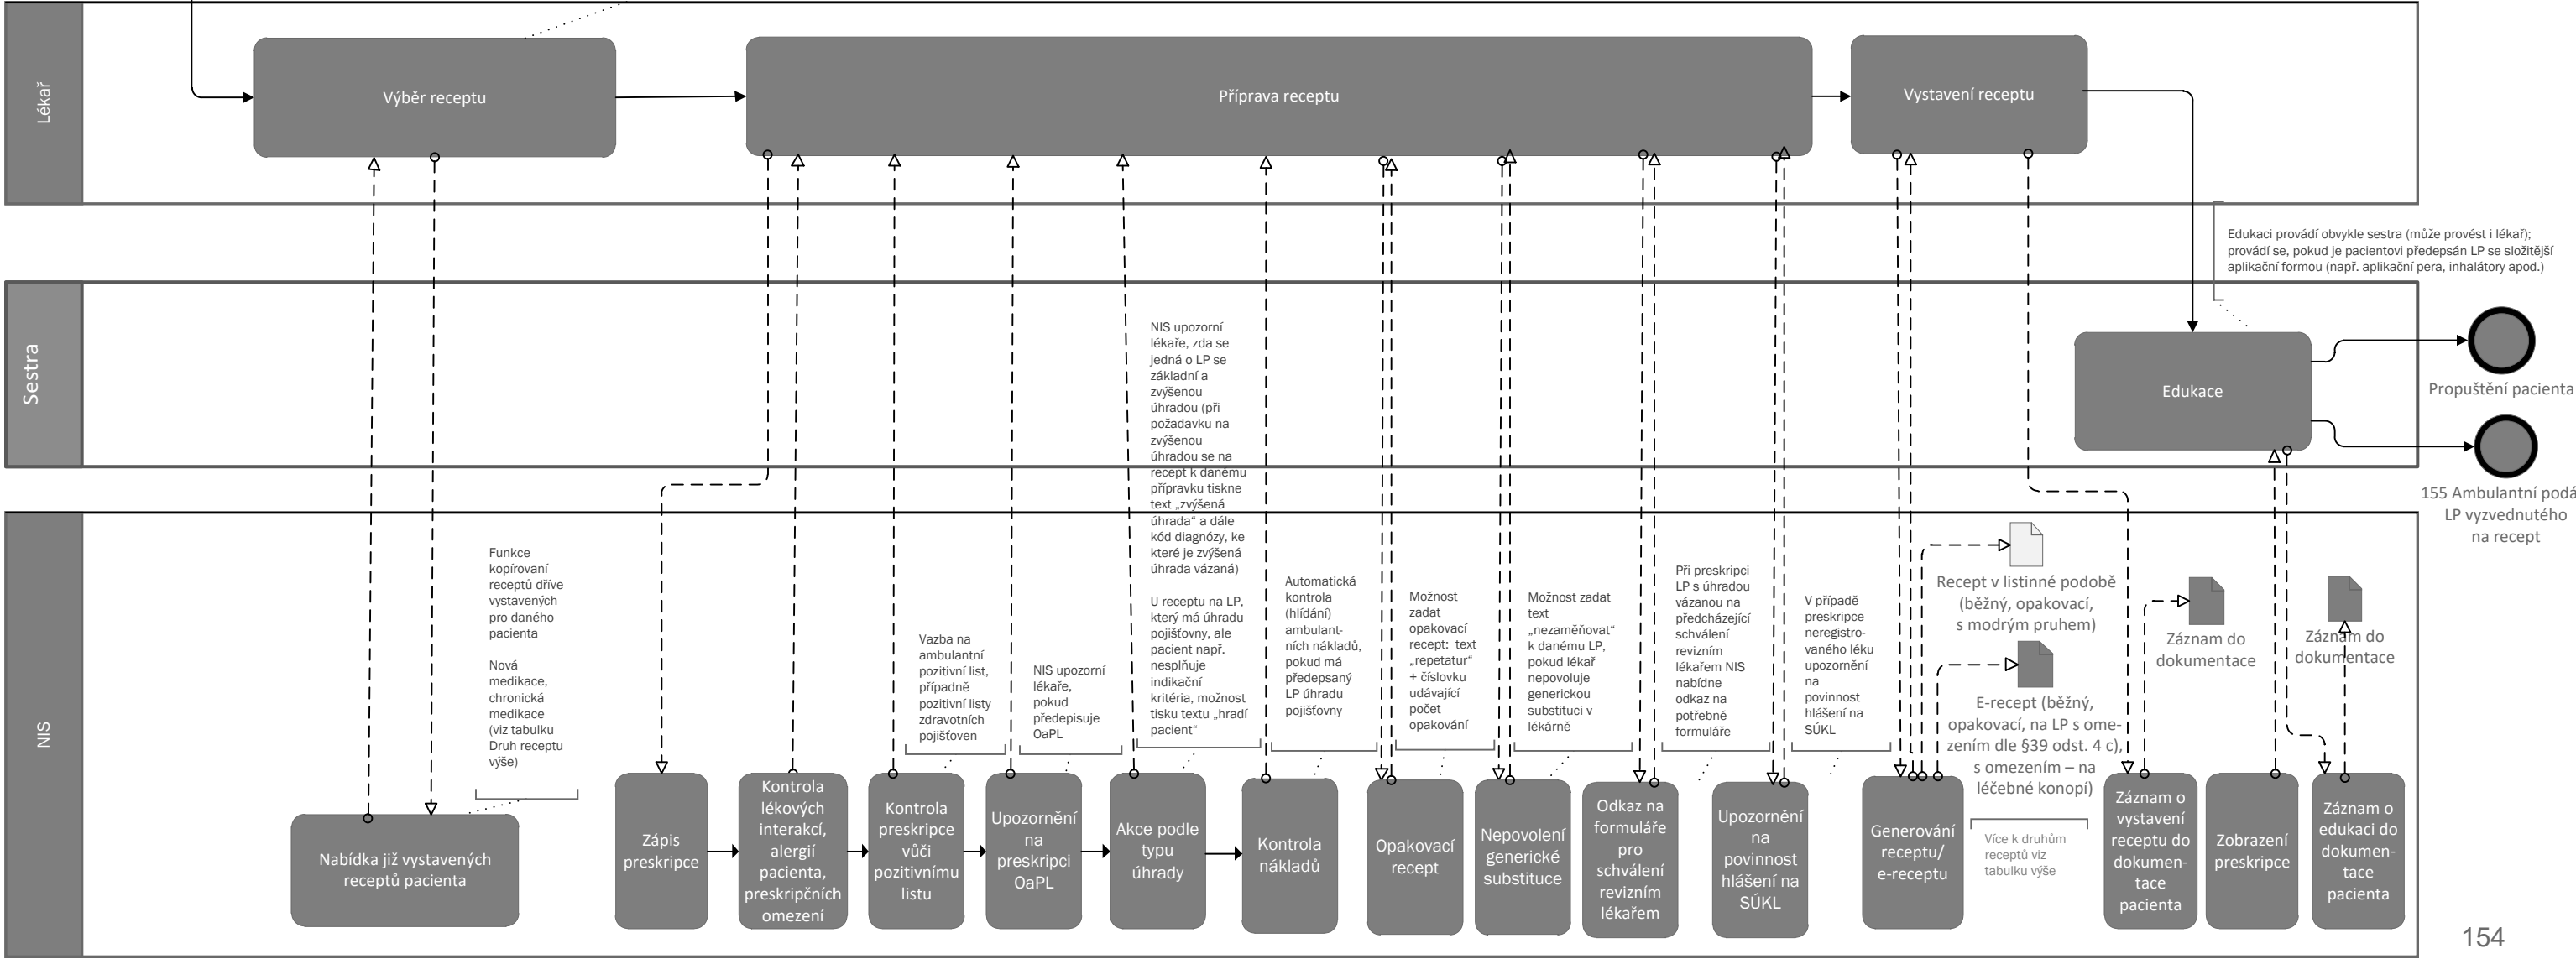 Lékař
Výběr receptu
Příprava receptu
Vystavení receptu
Edukaci provádí obvykle sestra (může provést i lékař);
provádí se, pokud je pacientovi předepsán LP se složitější
aplikační formou (např. aplikační pera, inhalátory apod.)
Sestra
Edukace
Propuštění pacienta
155 Ambulantní podá
LP vyzvednutého
na recept
NIS
Funkce
kopírovaní
receptů dříve
vystavených
pro daného
pacienta
Nová
medikace,
chronická
medikace
(viz tabulku
Druh receptu
výše)
Vazba na
ambulantní
pozitivní list,
případně
pozitivní listy
zdravotních
pojišťoven
NIS upozorní
lékaře,
pokud
předepisuje
OaPL
NIS upozorní
lékaře, zda se
jedná o LP se
základní a
zvýšenou
úhradou (při
požadavku na
zvýšenou
úhradou se na
recept k danému
přípravku tiskne
text „zvýšená
úhrada“ a dále
kód diagnózy, ke
které je zvýšená
úhrada vázaná)
U receptu na LP,
který má úhradu
pojišťovny, ale
pacient např.
nesplňuje
indikační
kritéria, možnost
tisku textu „hradí
pacient“
Automatická
kontrola
(hlídání)
ambulant-
ních nákladů,
pokud má
předepsaný
LP úhradu
pojišťovny
Možnost
zadat
opakovací
recept: text
„repetatur“
+ číslovku
udávající
počet
opakování
Možnost zadat
text
„nezaměňovat“
k danému LP,
pokud lékař
nepovoluje
generickou
substituci v
lékárně
Při preskripci
LP s úhradou
vázanou na
předcházející
schválení
revizním
lékařem NIS
nabídne
odkaz na
potřebné
formuláře
V případě
preskripce
neregistro-
vaného léku
upozornění
na
povinnost
hlášení na
SÚKL
Recept v listinné podobě
(běžný, opakovací,
s modrým pruhem)
E-recept (běžný,
opakovací, na LP s ome-
zením dle §39 odst. 4 c),
s omezením – na
léčebné konopí)
Více k druhům
receptů viz
tabulku výše
Záznam do
dokumentace
Záznam do
dokumentace
Nabídka již vystavených
receptů pacienta
Zápis
preskripce
Kontrola
lékových
interakcí,
alergií
pacienta,
preskripčních
omezení
Kontrola
preskripce
vůči
pozitivnímu
listu
Upozornění
na
preskripci
OaPL
Akce podle
typu
úhrady
Kontrola
nákladů
Opakovací
recept
Nepovolení
generické
substituce
Odkaz na
formuláře
pro
schválení
revizním
lékařem
Upozornění
na
povinnost
hlášení na
SÚKL
Generování
receptu/
e-receptu
Záznam o
vystavení
receptu do
dokumen-
tace
pacienta
Zobrazení
preskripce
Záznam o
edukaci do
dokumen-
tace
pacienta
154